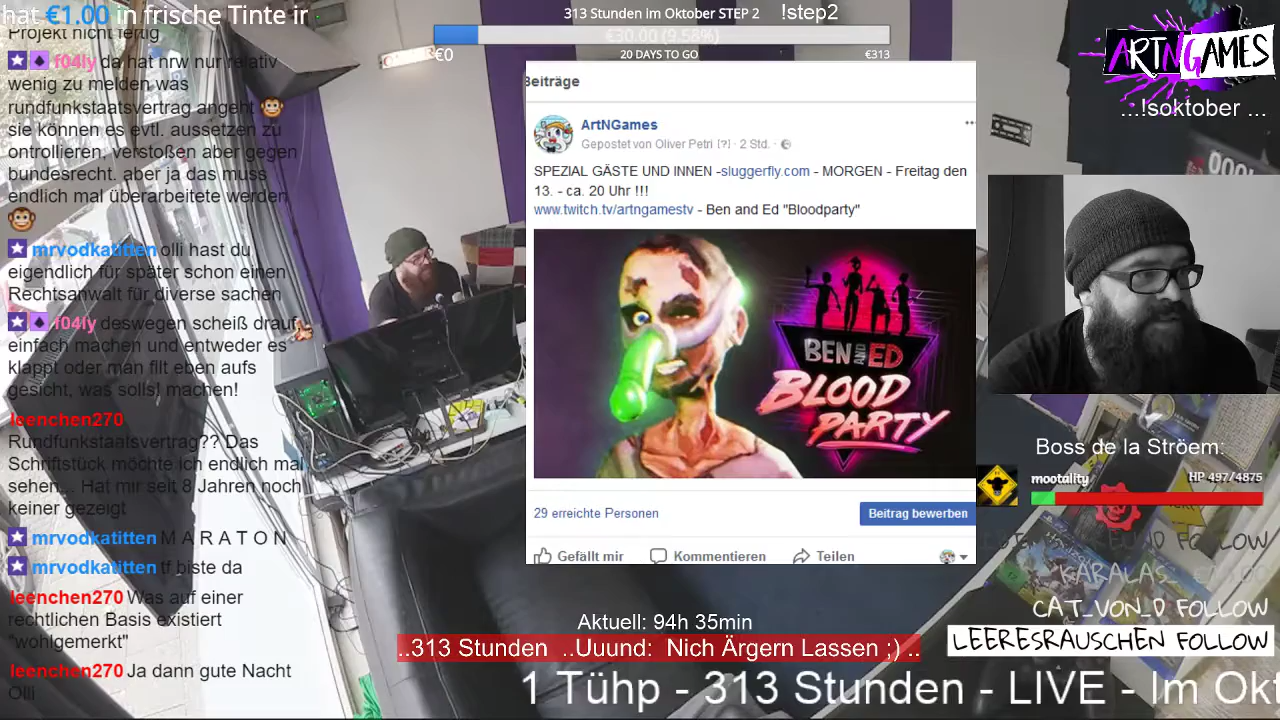 hat €1.00 in frische Tinte ir
Projekt nicht fertig
f04ly da hat nrw nur relativ
wenig zu melden was
rundfunkstaatsvertrag angeht
sie können es evtl. aussetzen zu
ontrollieren, verstoßen aber gegen
bundesrecht. aber ja das muss
endlich mal überarbeitete werden
mrvodkatitten olli hast du
eigendlich für später schon einen
Rechtsanwalt für diverse sachen
f04ly deswegen scheiß drauf
einfach machen und entweder es
klappt oder man filt eben aufs
gesicht, was solls! machen!
leenchen270
Rundfunkstaatsvertrag?? Das
Schriftstück möchte ich endlich mal
sehen... Hat mir seit 8 Jahren noch
keiner gezeigt
mrvodkatitten M A R A T O N
mrvodkatitten tf biste da
leenchen270 Was auf einer
rechtlichen Basis existiert
"wohlgemerkt"
leenchen270 Ja dann gute Nacht
Olli
313 Stunden Im Oktober STEP 2 !step2
€30.00 (9.58%)
€0 20 DAYS TO GO €313
Beiträge
ArtNGames
Gepostet von Oliver Petri [?] · 2 Std. ·
SPEZIAL GÄSTE UND INNEN -sluggerfly.com - MORGEN - Freitag den
13. - ca. 20 Uhr !!!
www.twitch.tv/artngamestv - Ben and Ed "Bloodparty"
BEN AND ED
BLOOD
PARTY
29 erreichte Personen Beitrag bewerben
Gefällt mir Kommentieren Teilen
ARTNGAMES
...!soktober ...
000
Boss de la Ströem:
mootality HP 497/4875
FOLLOW
KARALAS_
CAT_VON_D FOLLOW
LEERESRAUSCHEN FOLLOW
Aktuell: 94h 35min
..313 Stunden ..Uuund: Nich Ärgern Lassen ;) ..
1 Tühp - 313 Stunden - LIVE - Im Okt